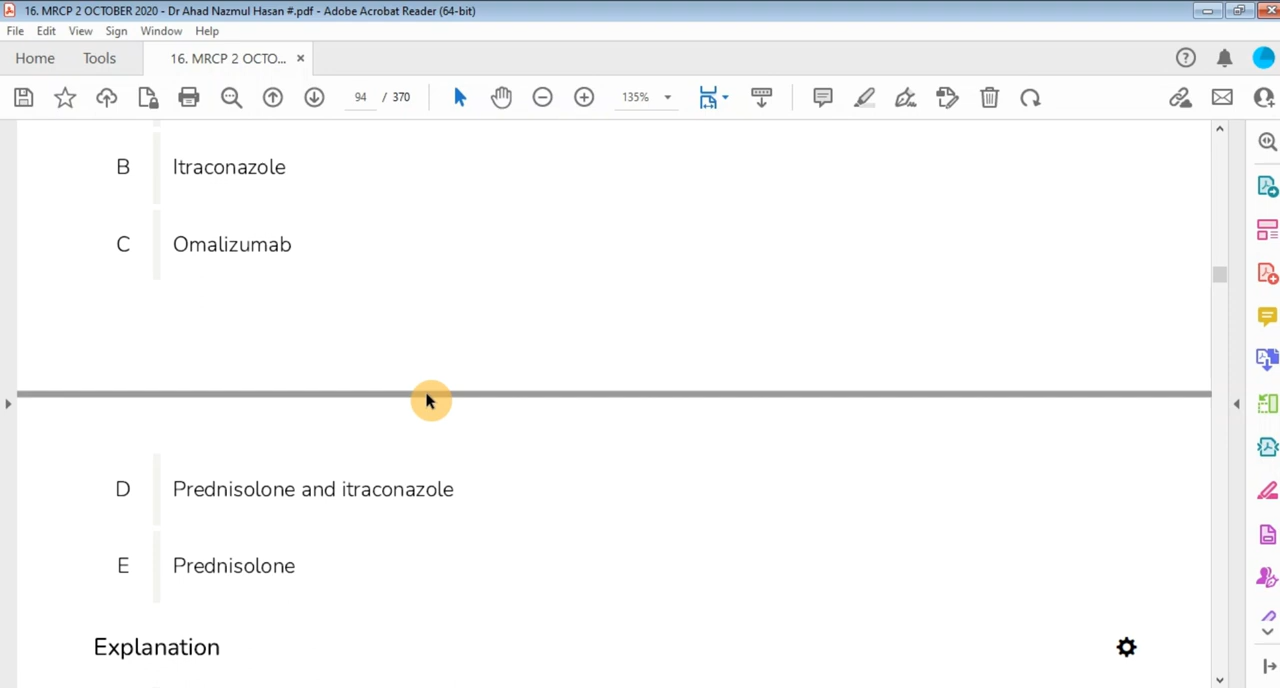 16. MRCP 2 OCTOBER 2020 - Dr Ahad Nazmul Hasan #.pdf - Adobe Acrobat Reader (64-bit)
File Edit View Sign Window Help
Home Tools 16. MRCP 2 OCTO... ×
94 / 370 135%
B Itraconazole
C Omalizumab
D Prednisolone and itraconazole
E Prednisolone
Explanation